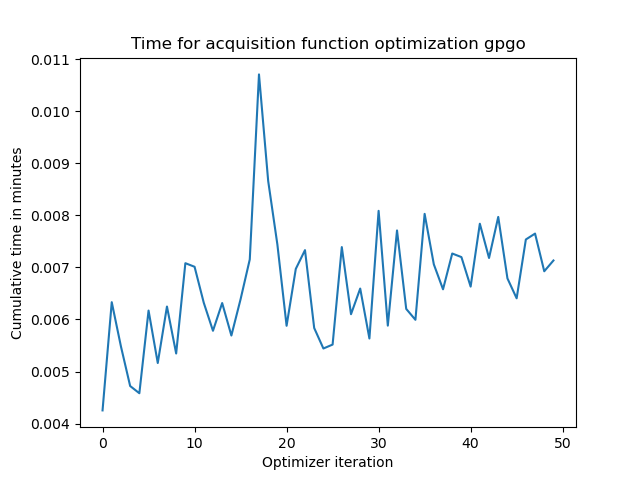 Time for acquisition function optimization gpgo
0.011
0.010
0.009
0.008
0.007
0.006
0.005
0.004
Cumulative time in minutes
0 10 20 30 40 50
Optimizer iteration